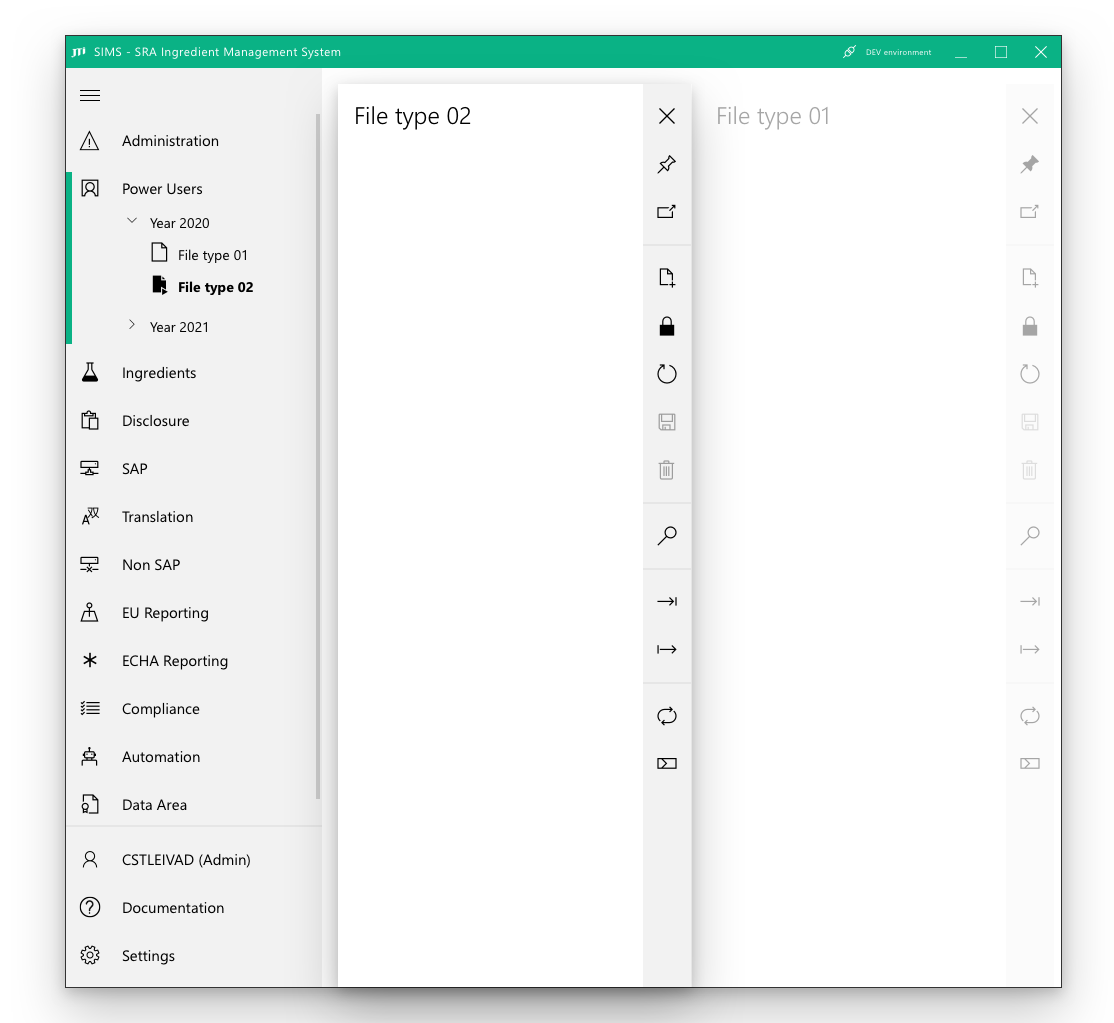 JTI SIMS - SRA Ingredient Management System
DEV environment
Administration
Power Users
Year 2020
File type 01
File type 02
Year 2021
Ingredients
Disclosure
SAP
Translation
Non SAP
EU Reporting
ECHA Reporting
Compliance
Automation
Data Area
CSTLEIVAD (Admin)
Documentation
Settings
File type 02
File type 01